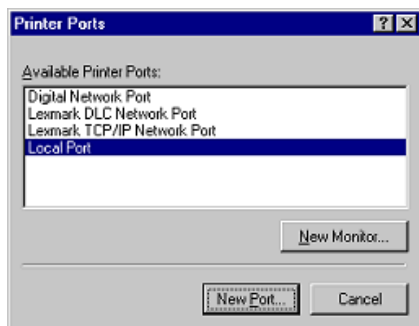 Printer Ports
Available Printer Ports:
Digital Network Port
Lexmark DLC Network Port
Lexmark TCP/IP Network Port
Local Port
New Monitor...
New Port... Cancel